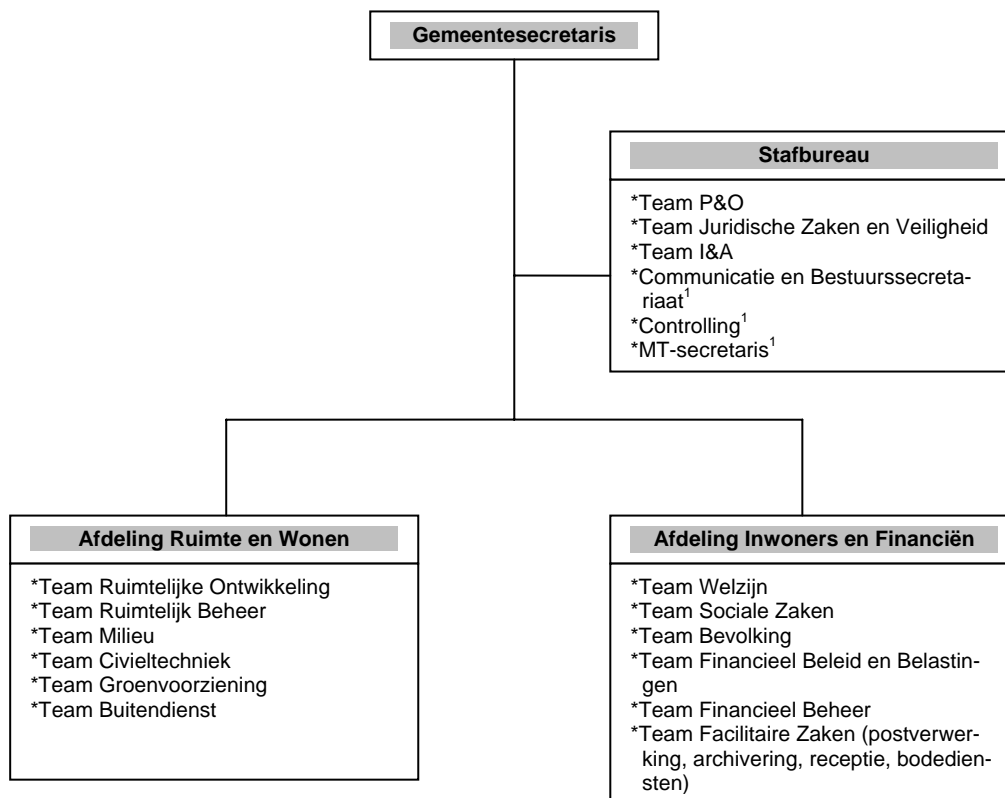 Gemeentesecretaris
Stafbureau
*Team P&O
*Team Juridische Zaken en Veiligheid
*Team I&A
*Communicatie en Bestuurssecreta-
riaat¹
*Controlling¹
*MT-secretaris¹
Afdeling Ruimte en Wonen
*Team Ruimtelijke Ontwikkeling
*Team Ruimtelijk Beheer
*Team Milieu
*Team Civieltechniek
*Team Groenvoorziening
*Team Buitendienst
Afdeling Inwoners en Financiën
*Team Welzijn
*Team Sociale Zaken
*Team Bevolking
*Team Financieel Beleid en Belastin-
gen
*Team Financieel Beheer
*Team Facilitaire Zaken (postverwer-
king, archivering, receptie, bodedien-
sten)